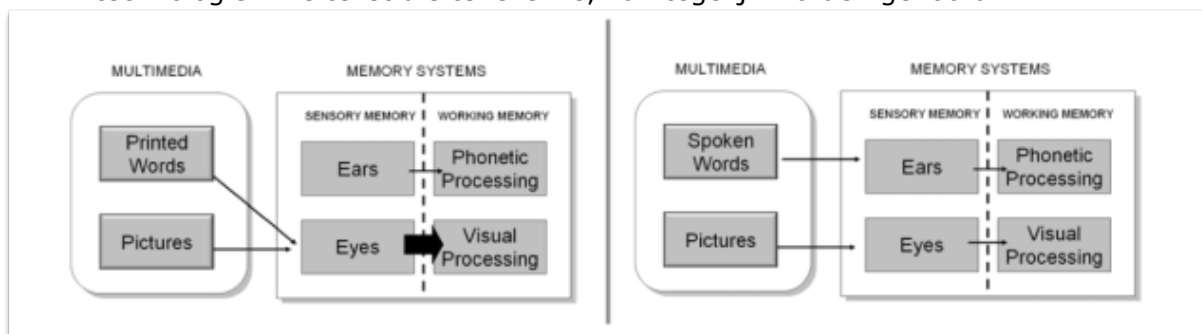 MULTIMEDIA
MEMORY SYSTEMS
SENSORY MEMORY
WORKING MEMORY
Printed
Words
Ears
Phonetic
Processing
Pictures
Eyes
Visual
Processing
MULTIMEDIA
MEMORY SYSTEMS
SENSORY MEMORY
WORKING MEMORY
Spoken
Words
Ears
Phonetic
Processing
Pictures
Eyes
Visual
Processing